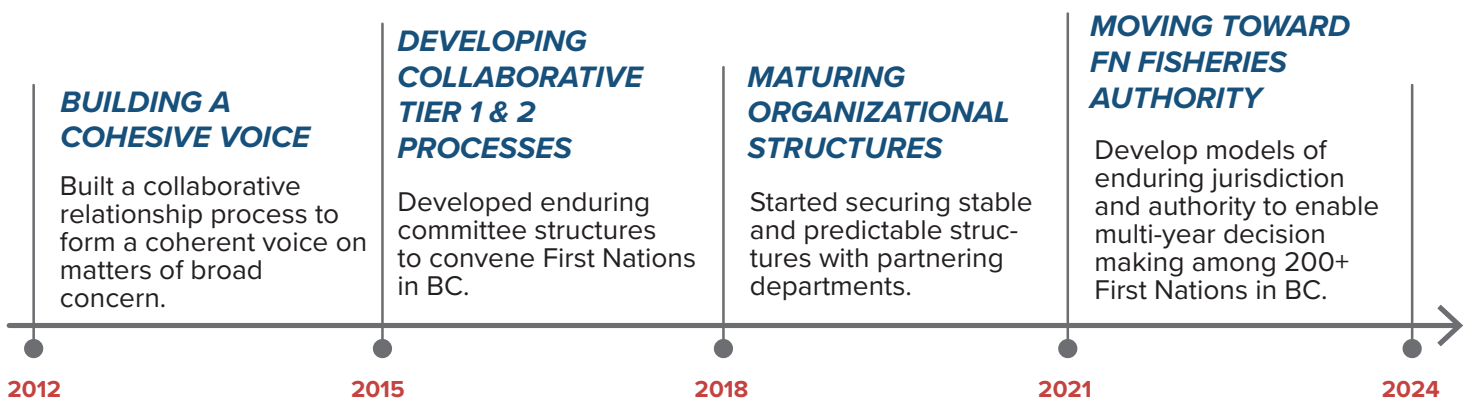 BUILDING A
COHESIVE VOICE
Built a collaborative
relationship process to
form a coherent voice on
matters of broad
concern.
DEVELOPING
COLLABORATIVE
TIER 1 & 2
PROCESSES
Developed enduring
committee structures
to convene First Nations
in BC.
MATURING
ORGANIZATIONAL
STRUCTURES
Started securing stable
and predictable struc-
tures with partnering
departments.
MOVING TOWARD
FN FISHERIES
AUTHORITY
Develop models of
enduring jurisdiction
and authority to enable
multi-year decision
making among 200+
First Nations in BC.
2012
2015
2018
2021
2024